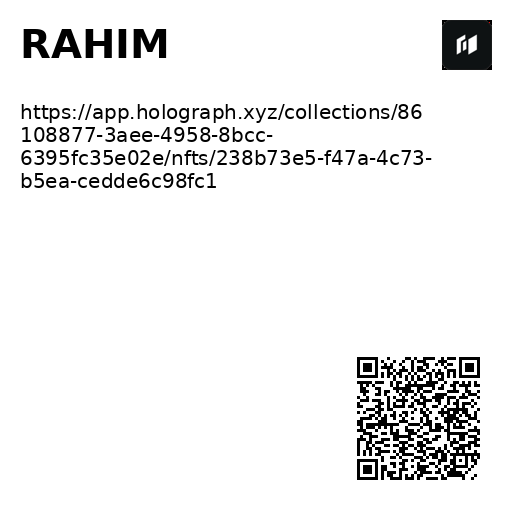 RAHIM
https://app.holograph.xyz/collections/86
108877-3aee-4958-8bcc-
6395fc35e02e/nfts/238b73e5-f47a-4c73-
b5ea-cedde6c98fc1